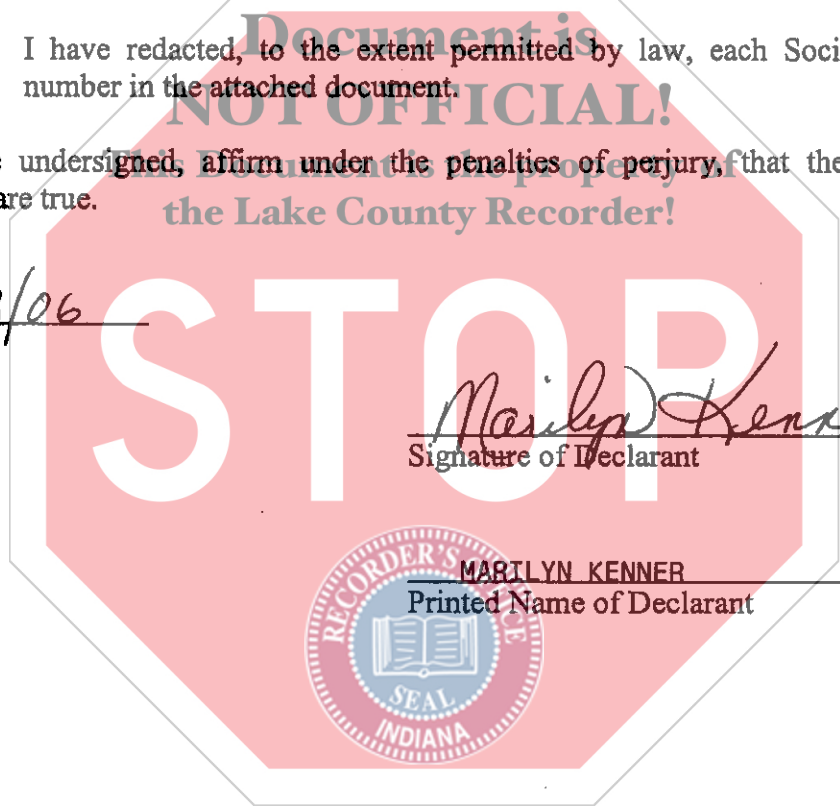 Document is
I have redacted, to the extent permitted by law, each Soci
number in the attached document.
NOT OFFICIAL!
undersigned, affirm under the penalties of perjury, that the
This Document is the property of
are true.
the Lake County Recorder!
/06
STOP
Marilyn Kenn
Signature of Declarant
MARILYN KENNER
Printed Name of Declarant
RECORDER'S OFFICE
SEAL
INDIANA